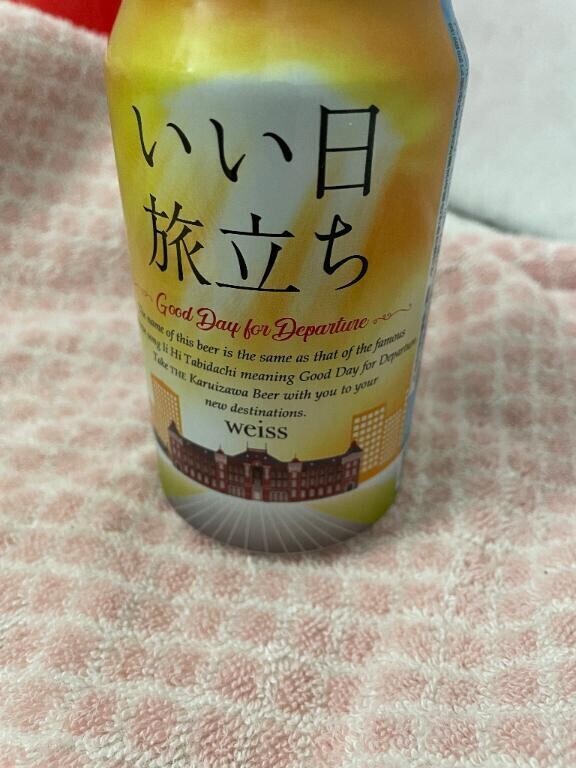 いい日
旅立ち
Good Day for Departure
name of this beer is the same as that of the famous
song Ii Hi Tabidachi meaning Good Day for Departure.
Take THE Karuizawa Beer with you to your
new destinations.
weiss